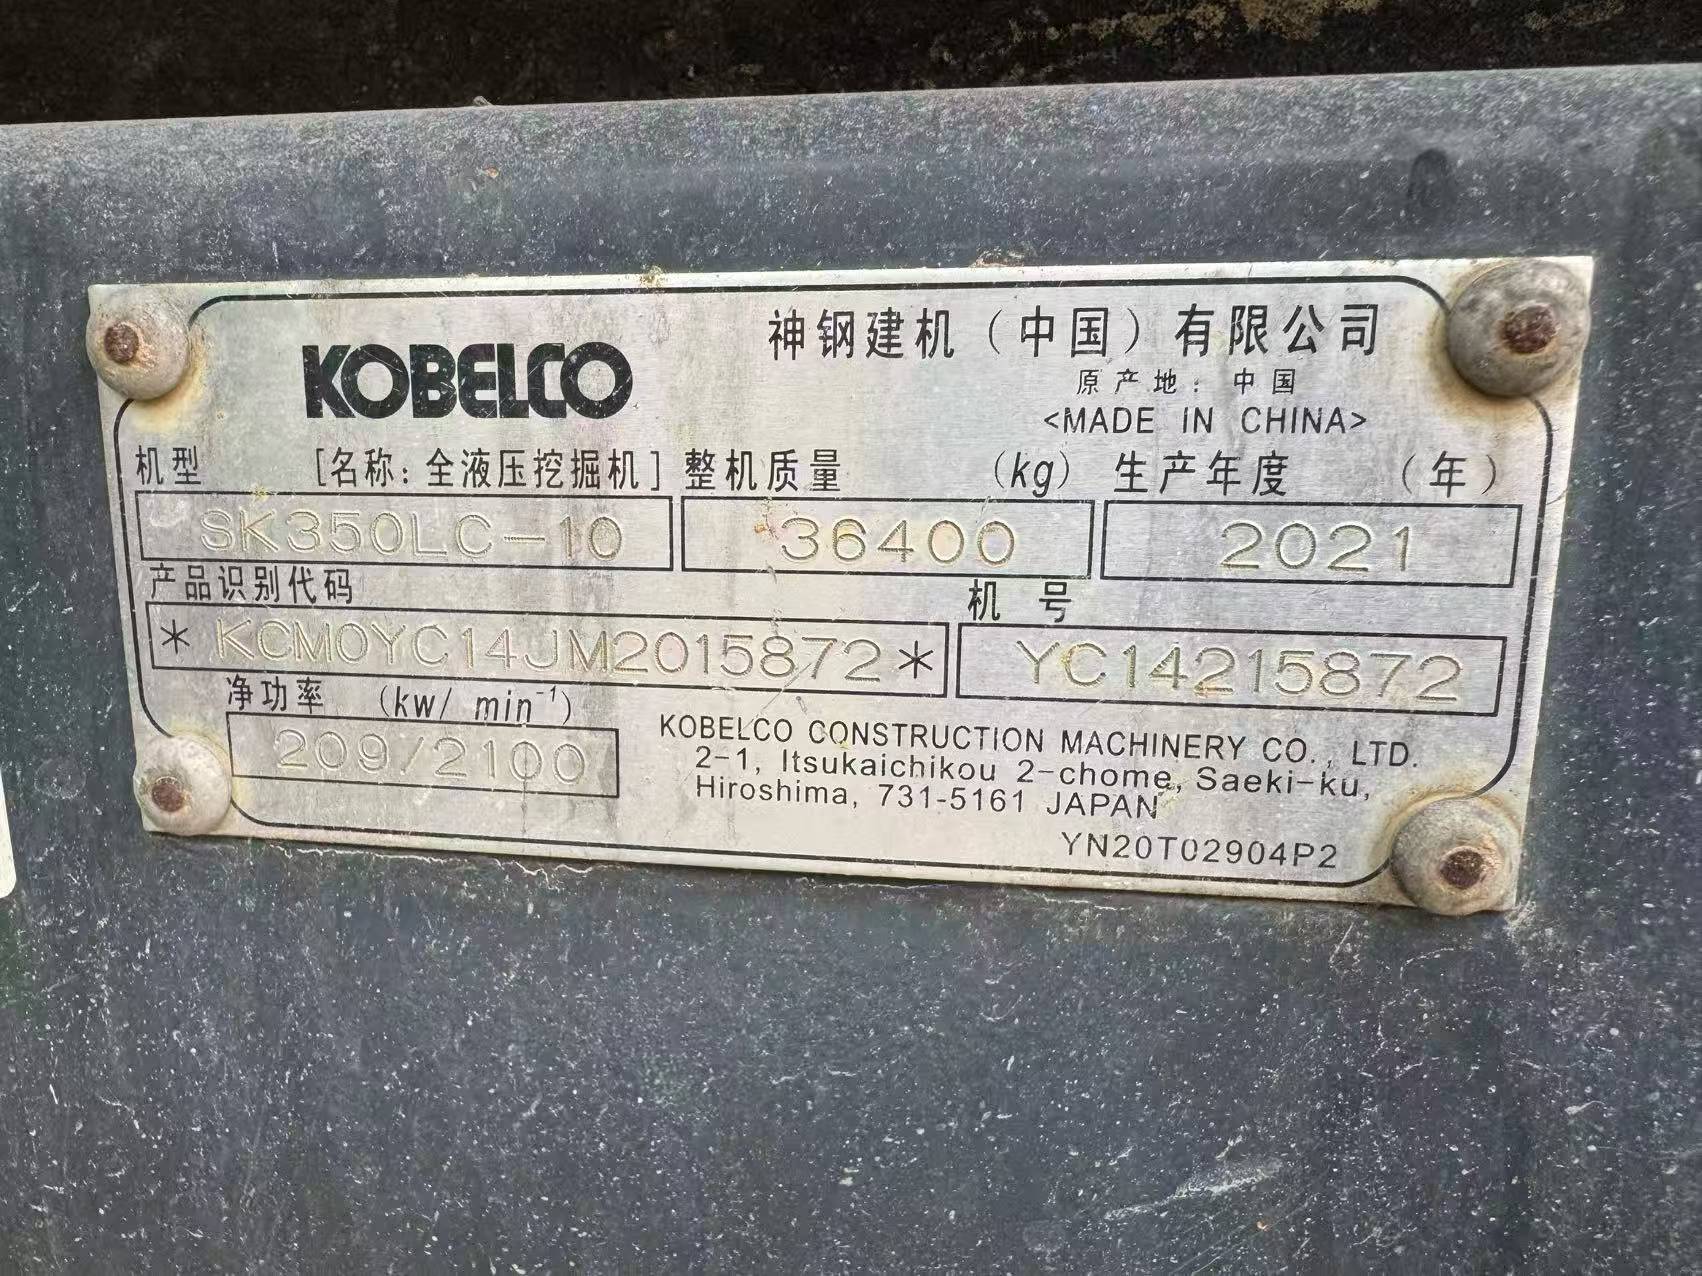 KOBELCO
神钢建机（中国）有限公司
原产地：中国
<MADE IN CHINA>
机型 [名称：全液压挖掘机] 整机质量 (kg) 生产年度 (年)
SK350LC-10 36400 2021
产品识别代码 机号
*KCM0YC14JM2015872* YC14215872
净功率 (kw/ min⁻¹)
209/2100
KOBELCO CONSTRUCTION MACHINERY CO., LTD.
2-1, Itsukaichikou 2-chome, Saeki-ku,
Hiroshima, 731-5161 JAPAN
YN20T02904P2